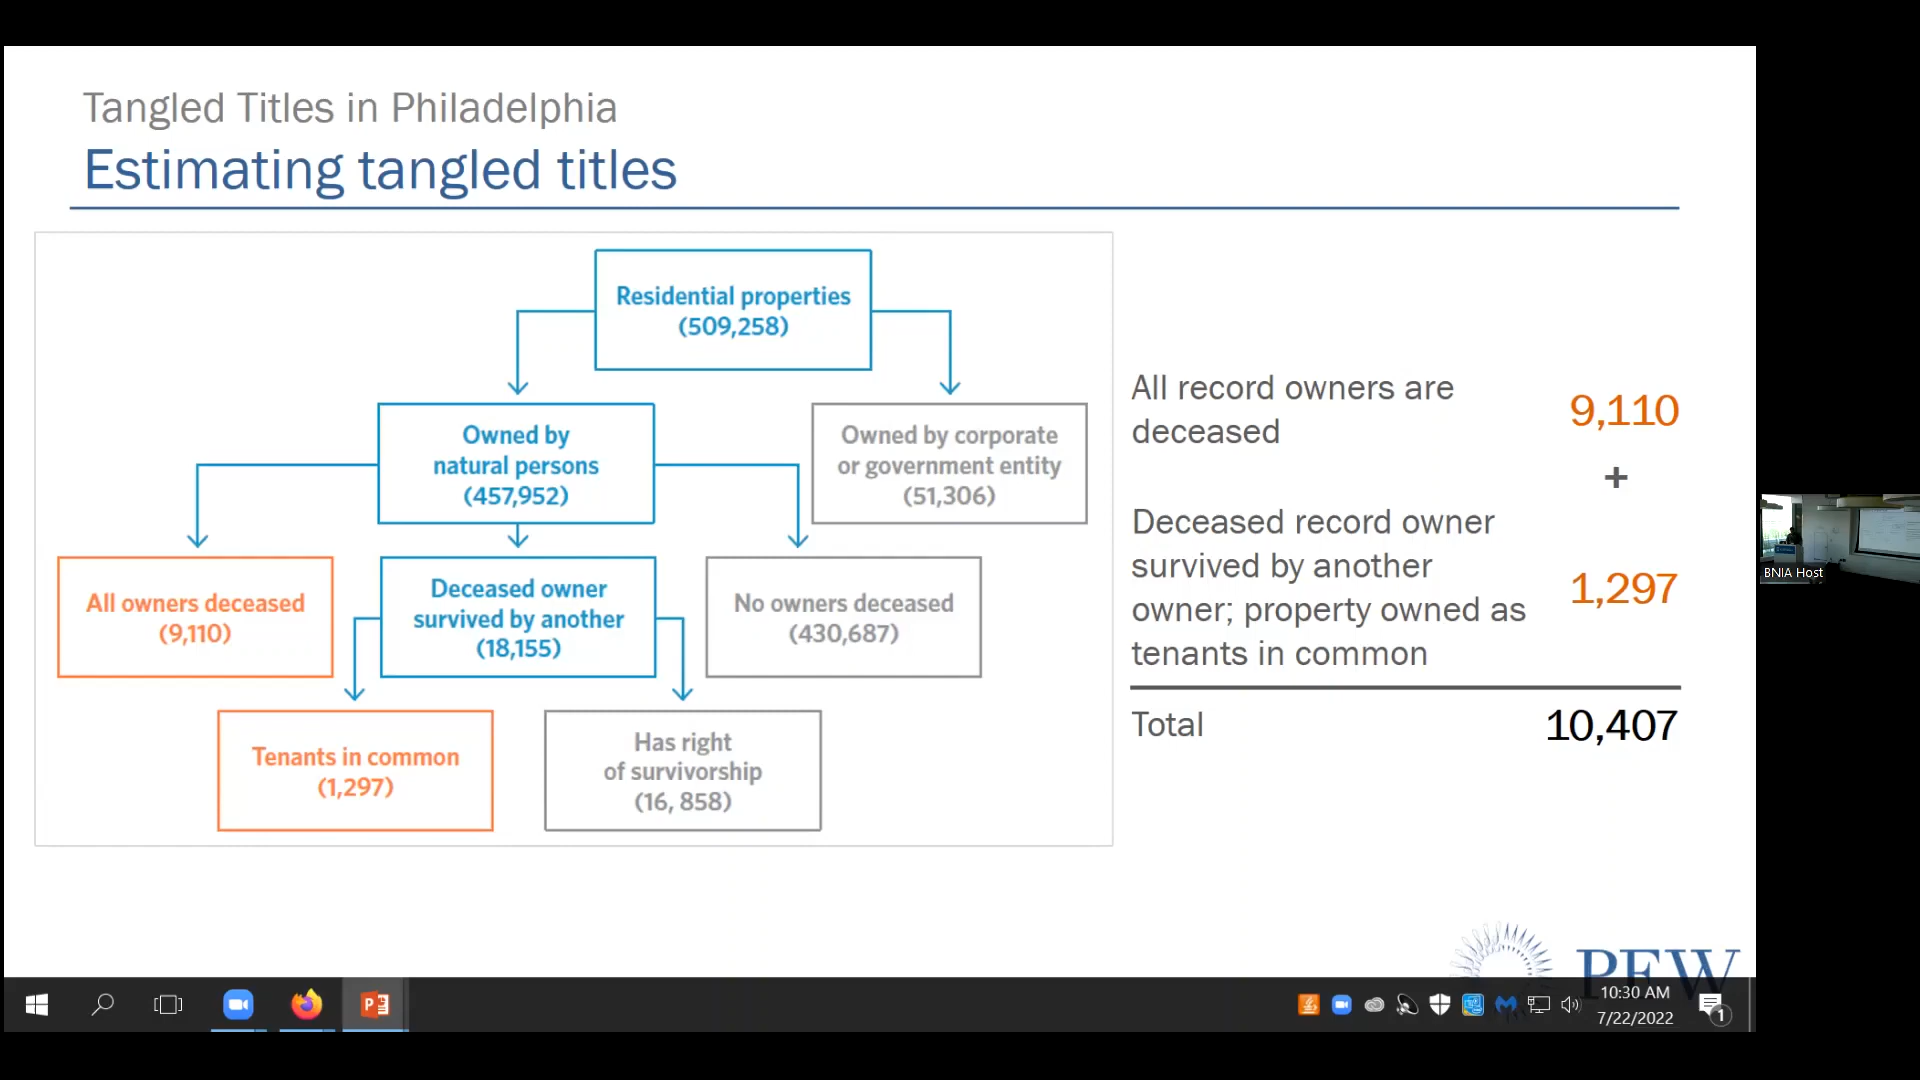 Tangled Titles in Philadelphia
Estimating tangled titles
Residential properties
(509,258)
Owned by
natural persons
(457,952)
Owned by corporate
or government entity
(51,306)
All owners deceased
(9,110)
Deceased owner
survived by another
(18,155)
No owners deceased
(430,687)
Tenants in common
(1,297)
Has right
of survivorship
(16, 858)
All record owners are
deceased
9,110
+
Deceased record owner
survived by another
owner; property owned as
tenants in common
1,297
Total
10,407
BNIA Host
PEW
10:30 AM
7/22/2022
1